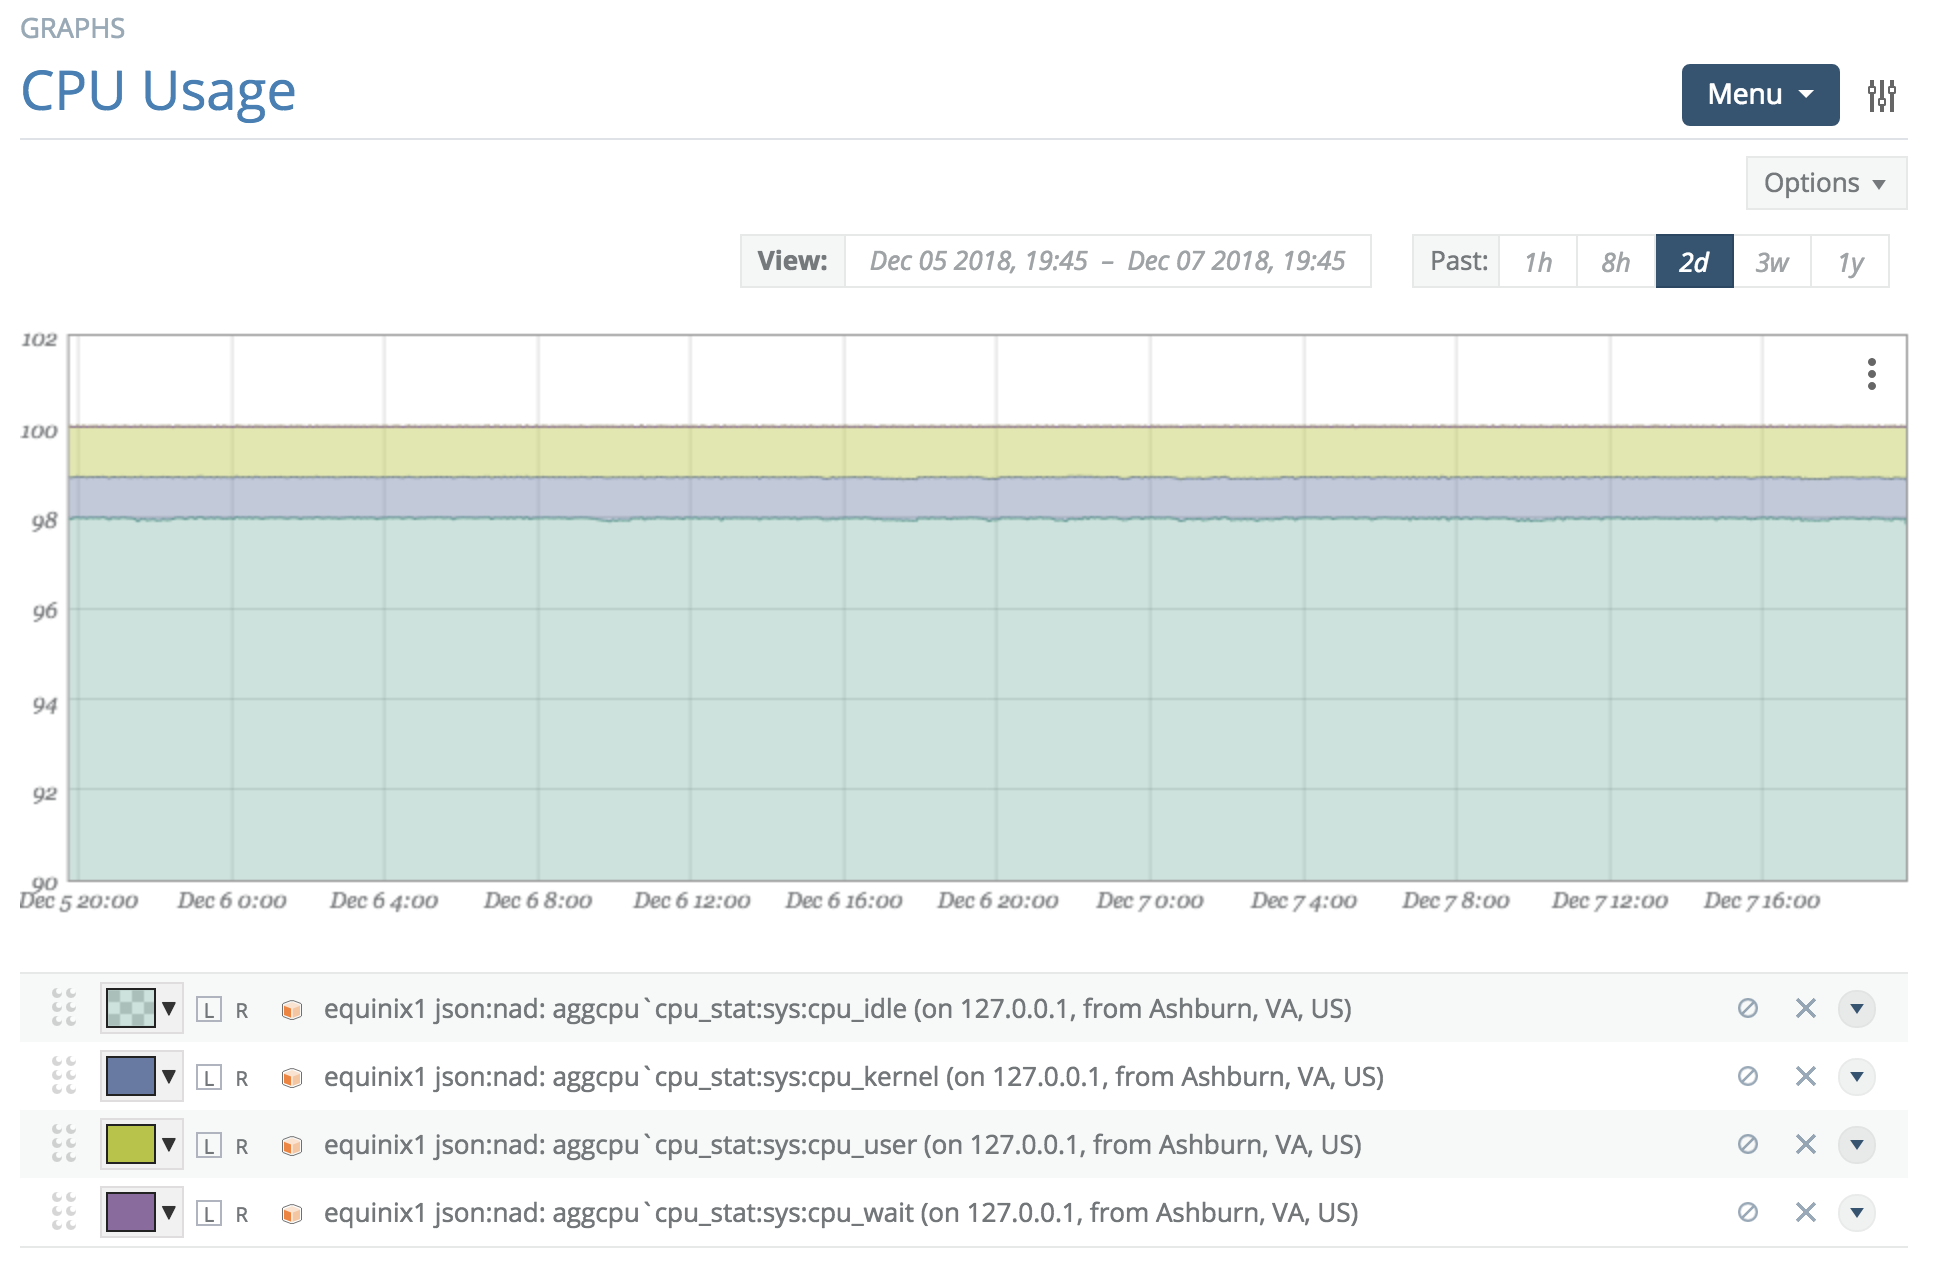 GRAPHS
CPU Usage
Menu
Options
View: Dec 05 2018, 19:45 – Dec 07 2018, 19:45 Past: 1h 8h 2d 3w 1y
102
100
98
96
94
92
90
Dec 5 20:00 Dec 6 0:00 Dec 6 4:00 Dec 6 8:00 Dec 6 12:00 Dec 6 16:00 Dec 6 20:00 Dec 7 0:00 Dec 7 4:00 Dec 7 8:00 Dec 7 12:00 Dec 7 16:00
L R equinix1 json:nad: aggcpu`cpu_stat:sys:cpu_idle (on 127.0.0.1, from Ashburn, VA, US)
L R equinix1 json:nad: aggcpu`cpu_stat:sys:cpu_kernel (on 127.0.0.1, from Ashburn, VA, US)
L R equinix1 json:nad: aggcpu`cpu_stat:sys:cpu_user (on 127.0.0.1, from Ashburn, VA, US)
L R equinix1 json:nad: aggcpu`cpu_stat:sys:cpu_wait (on 127.0.0.1, from Ashburn, VA, US)